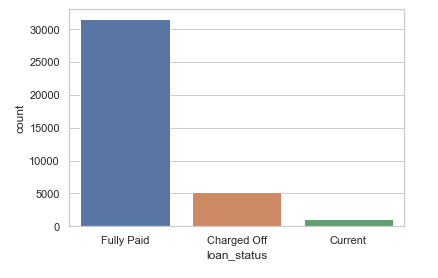 30000
25000
20000
15000
10000
5000
0
count
Fully Paid
Charged Off
Current
loan_status